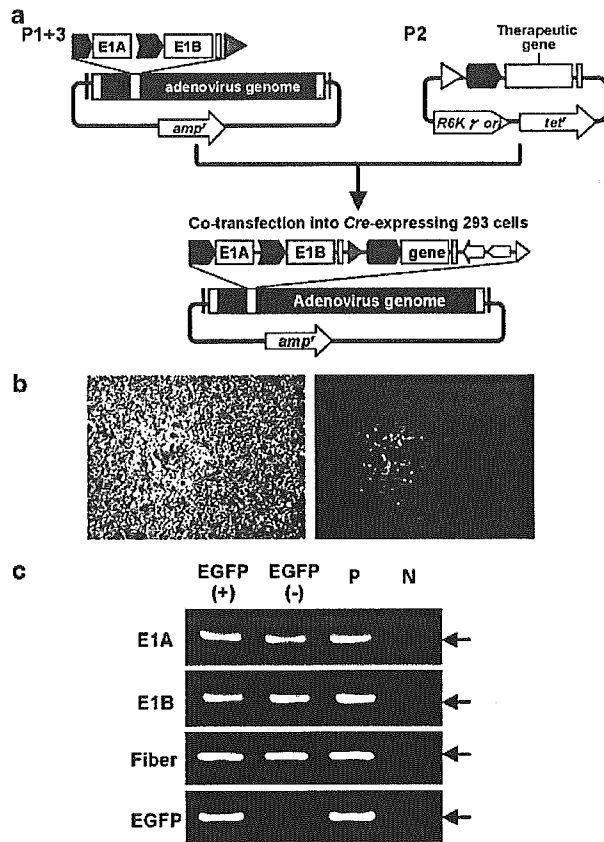 a
P1+3
E1A
E1B
adenovirus genome
ampʳ
P2
Therapeutic
gene
R6K γ ori
tetʳ
Co-transfection into Cre-expressing 293 cells
E1A
E1B
gene
Adenovirus genome
ampʳ
b
c
EGFP
(+)
EGFP
(-)
P
N
E1A
E1B
Fiber
EGFP